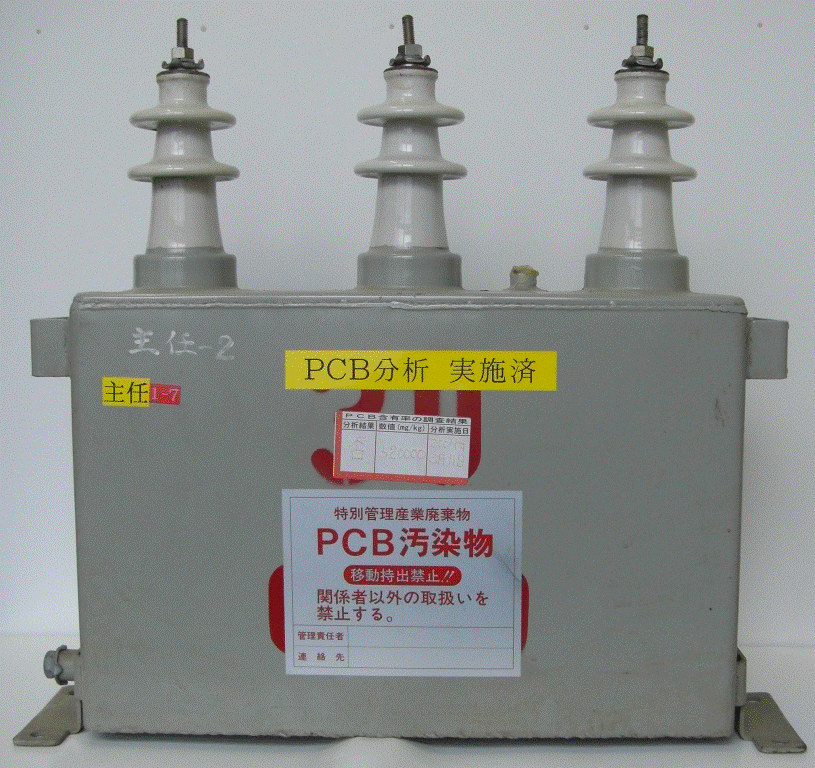 主任-2
PCB分析 実施済
主任 1-7
30
PCB含有率の調査結果
分析結果 数値(mg/kg) 分析実施日
含 520000
特別管理産業廃棄物
PCB汚染物
移動持出禁止!!
関係者以外の取扱いを
禁止する。
管理責任者
連絡先